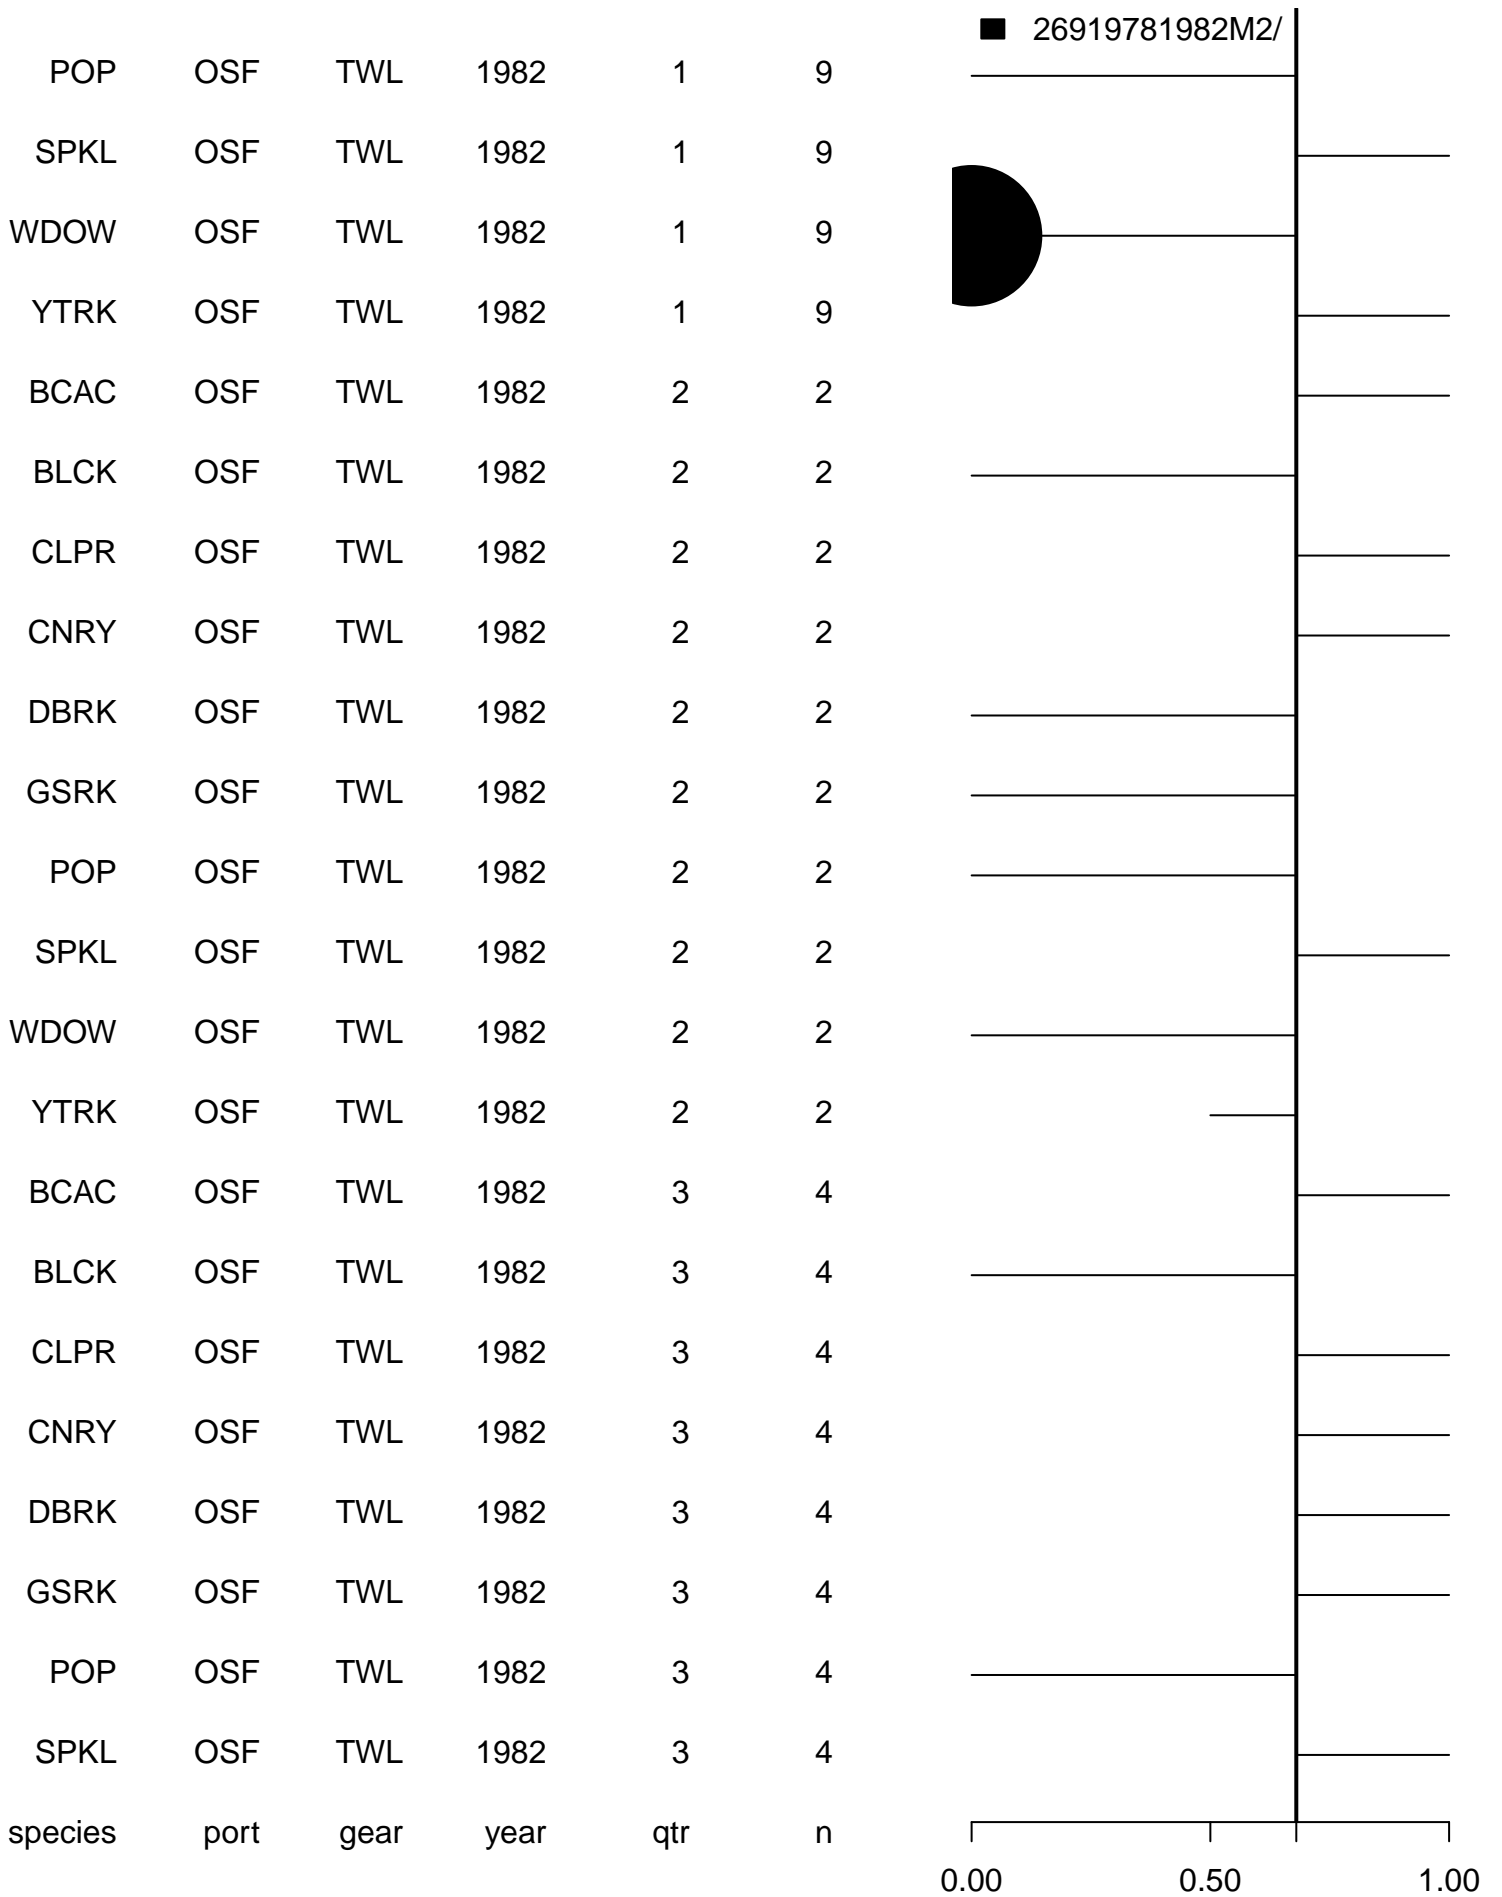 26919781982M2/
POP OSF TWL 1982 1 9
SPKL OSF TWL 1982 1 9
WDOW OSF TWL 1982 1 9
YTRK OSF TWL 1982 1 9
BCAC OSF TWL 1982 2 2
BLCK OSF TWL 1982 2 2
CLPR OSF TWL 1982 2 2
CNRY OSF TWL 1982 2 2
DBRK OSF TWL 1982 2 2
GSRK OSF TWL 1982 2 2
POP OSF TWL 1982 2 2
SPKL OSF TWL 1982 2 2
WDOW OSF TWL 1982 2 2
YTRK OSF TWL 1982 2 2
BCAC OSF TWL 1982 3 4
BLCK OSF TWL 1982 3 4
CLPR OSF TWL 1982 3 4
CNRY OSF TWL 1982 3 4
DBRK OSF TWL 1982 3 4
GSRK OSF TWL 1982 3 4
POP OSF TWL 1982 3 4
SPKL OSF TWL 1982 3 4
species port gear year qtr n
0.00 0.50 1.00